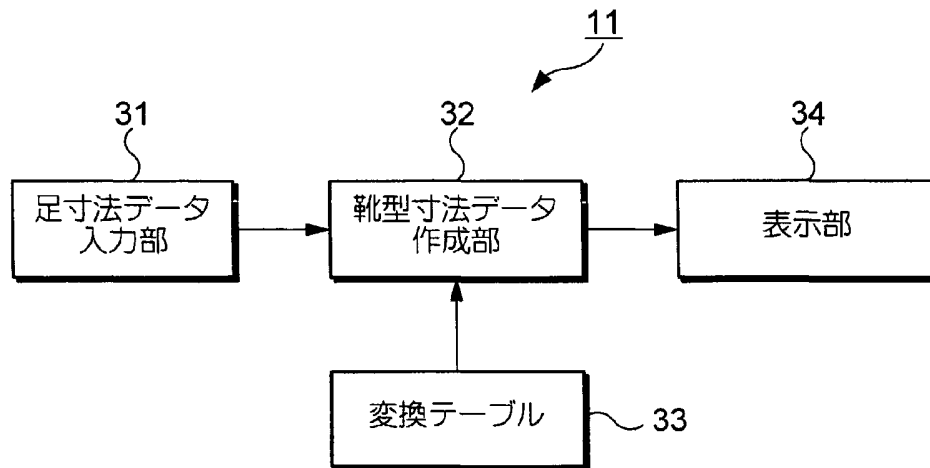 11
31
32
34
足寸法データ
入力部
靴型寸法データ
作成部
表示部
変換テーブル
33